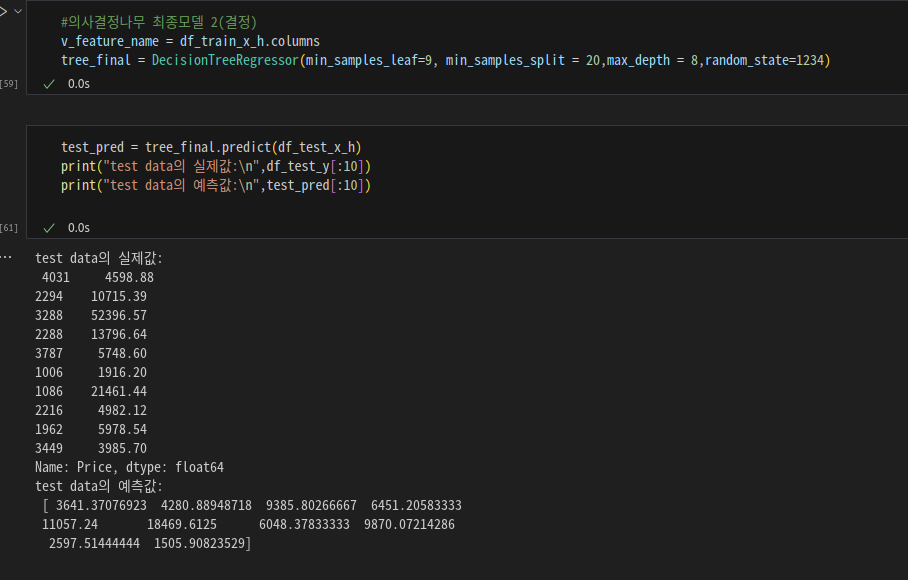 #의사결정나무 최종모델 2(결정)
v_feature_name = df_train_x_h.columns
tree_final = DecisionTreeRegressor(min_samples_leaf=9, min_samples_split = 20,max_depth = 8,random_state=1234)
[59]
0.0s
test_pred = tree_final.predict(df_test_x_h)
print("test data의 실제값:\n",df_test_y[:10])
print("test data의 예측값:\n",test_pred[:10])
[61]
0.0s
...
test data의 실제값:
4031     4598.88
2294    10715.39
3288    52396.57
2288    13796.64
3787     5748.60
1006     1916.20
1086    21461.44
2216     4982.12
1962     5978.54
3449     3985.70
Name: Price, dtype: float64
test data의 예측값:
[ 3641.37076923  4280.88948718  9385.80266667  6451.20583333
11057.24       18469.6125      6048.37833333  9870.07214286
2597.51444444  1505.90823529]